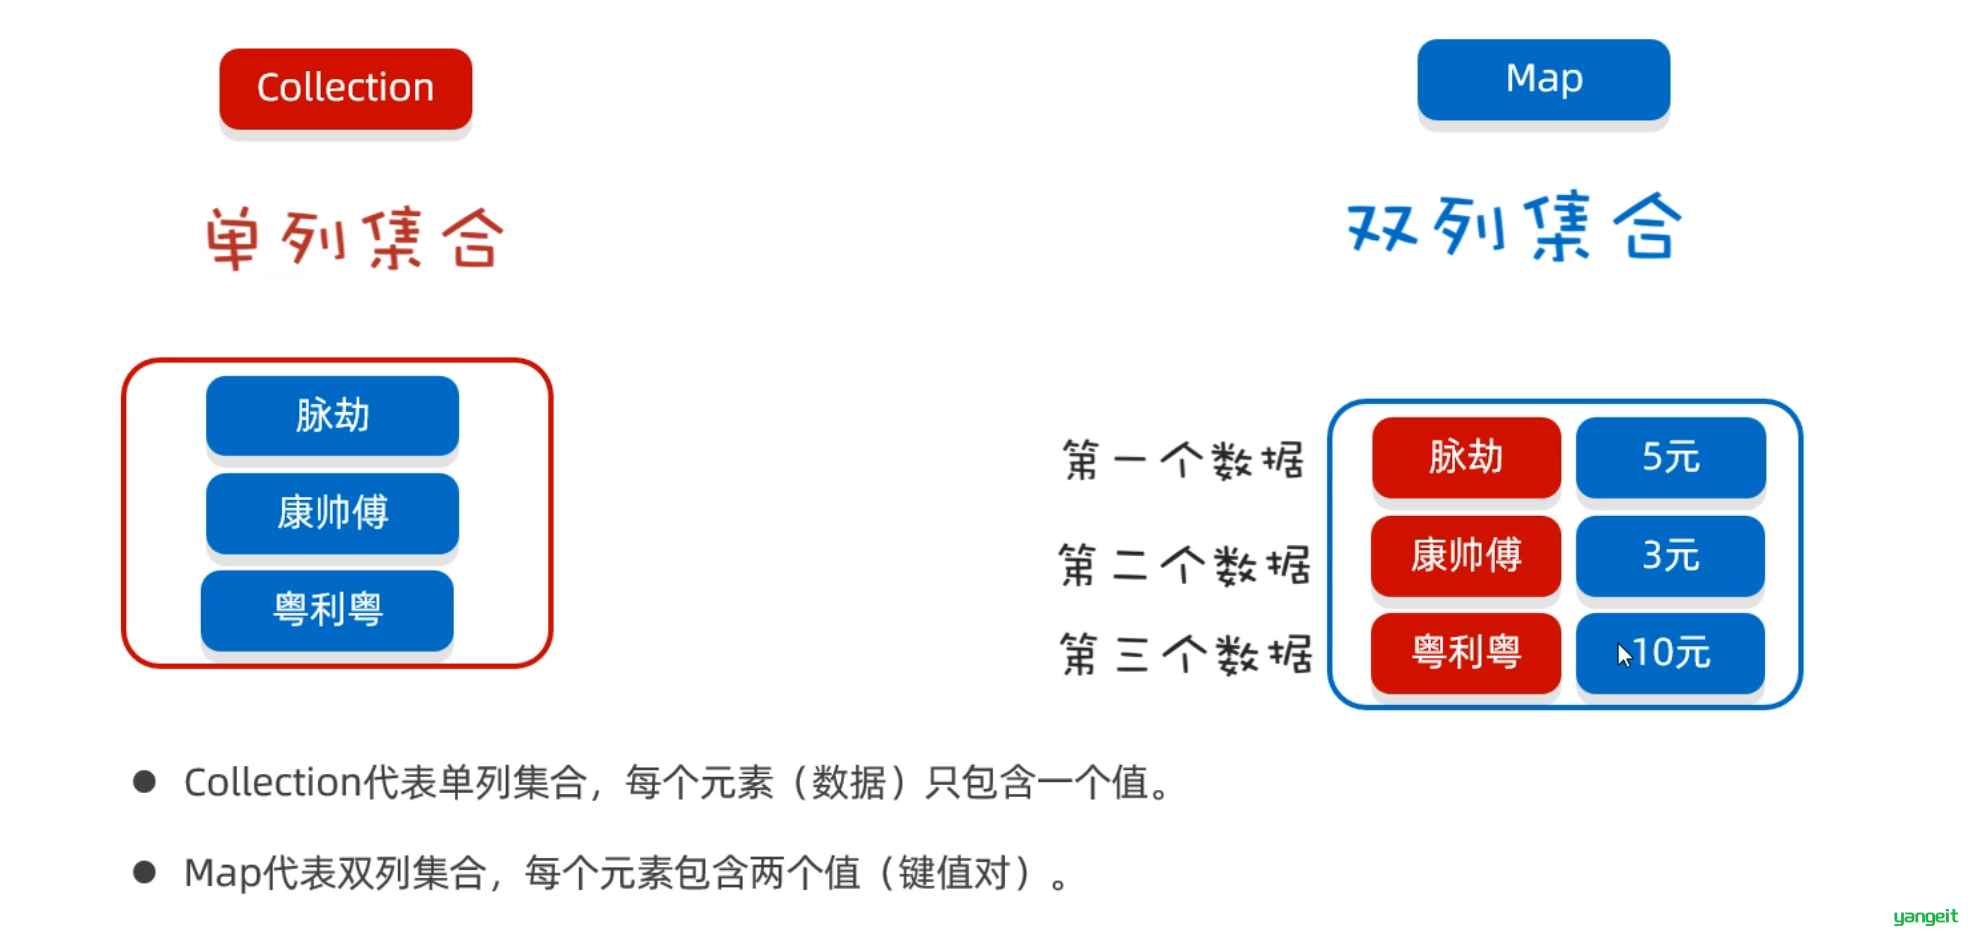 Collection
Map
单列集合
双列集合
脉劫
康帅傅
粤利粤
第一个数据
脉劫
5元
第二个数据
康帅傅
3元
第三个数据
粤利粤
10元
Collection代表单列集合，每个元素（数据）只包含一个值。
Map代表双列集合，每个元素包含两个值（键值对）。
yangeit